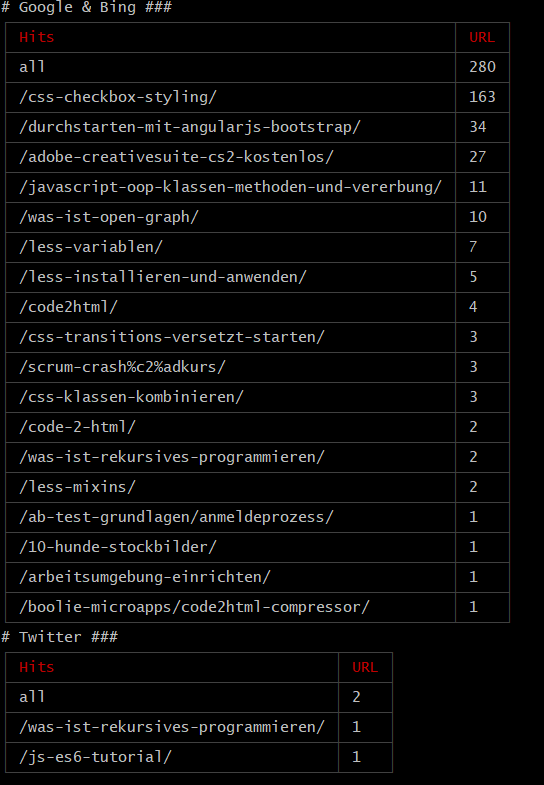 # Google & Bing ###
Hits URL
all 280
/css-checkbox-styling/ 163
/durchstarten-mit-angularjs-bootstrap/ 34
/adobe-creativesuite-cs2-kostenlos/ 27
/javascript-oop-klassen-methoden-und-vererbung/ 11
/was-ist-open-graph/ 10
/less-variablen/ 7
/less-installieren-und-anwenden/ 5
/code2html/ 4
/css-transitions-versetzt-starten/ 3
/scrum-crash%c2%adkurs/ 3
/css-klassen-kombinieren/ 3
/code-2-html/ 2
/was-ist-rekursives-programmieren/ 2
/less-mixins/ 2
/ab-test-grundlagen/anmeldeprozess/ 1
/10-hunde-stockbilder/ 1
/arbeitsumgebung-einrichten/ 1
/boolie-microapps/code2html-compressor/ 1
# Twitter ###
Hits URL
all 2
/was-ist-rekursives-programmieren/ 1
/js-es6-tutorial/ 1